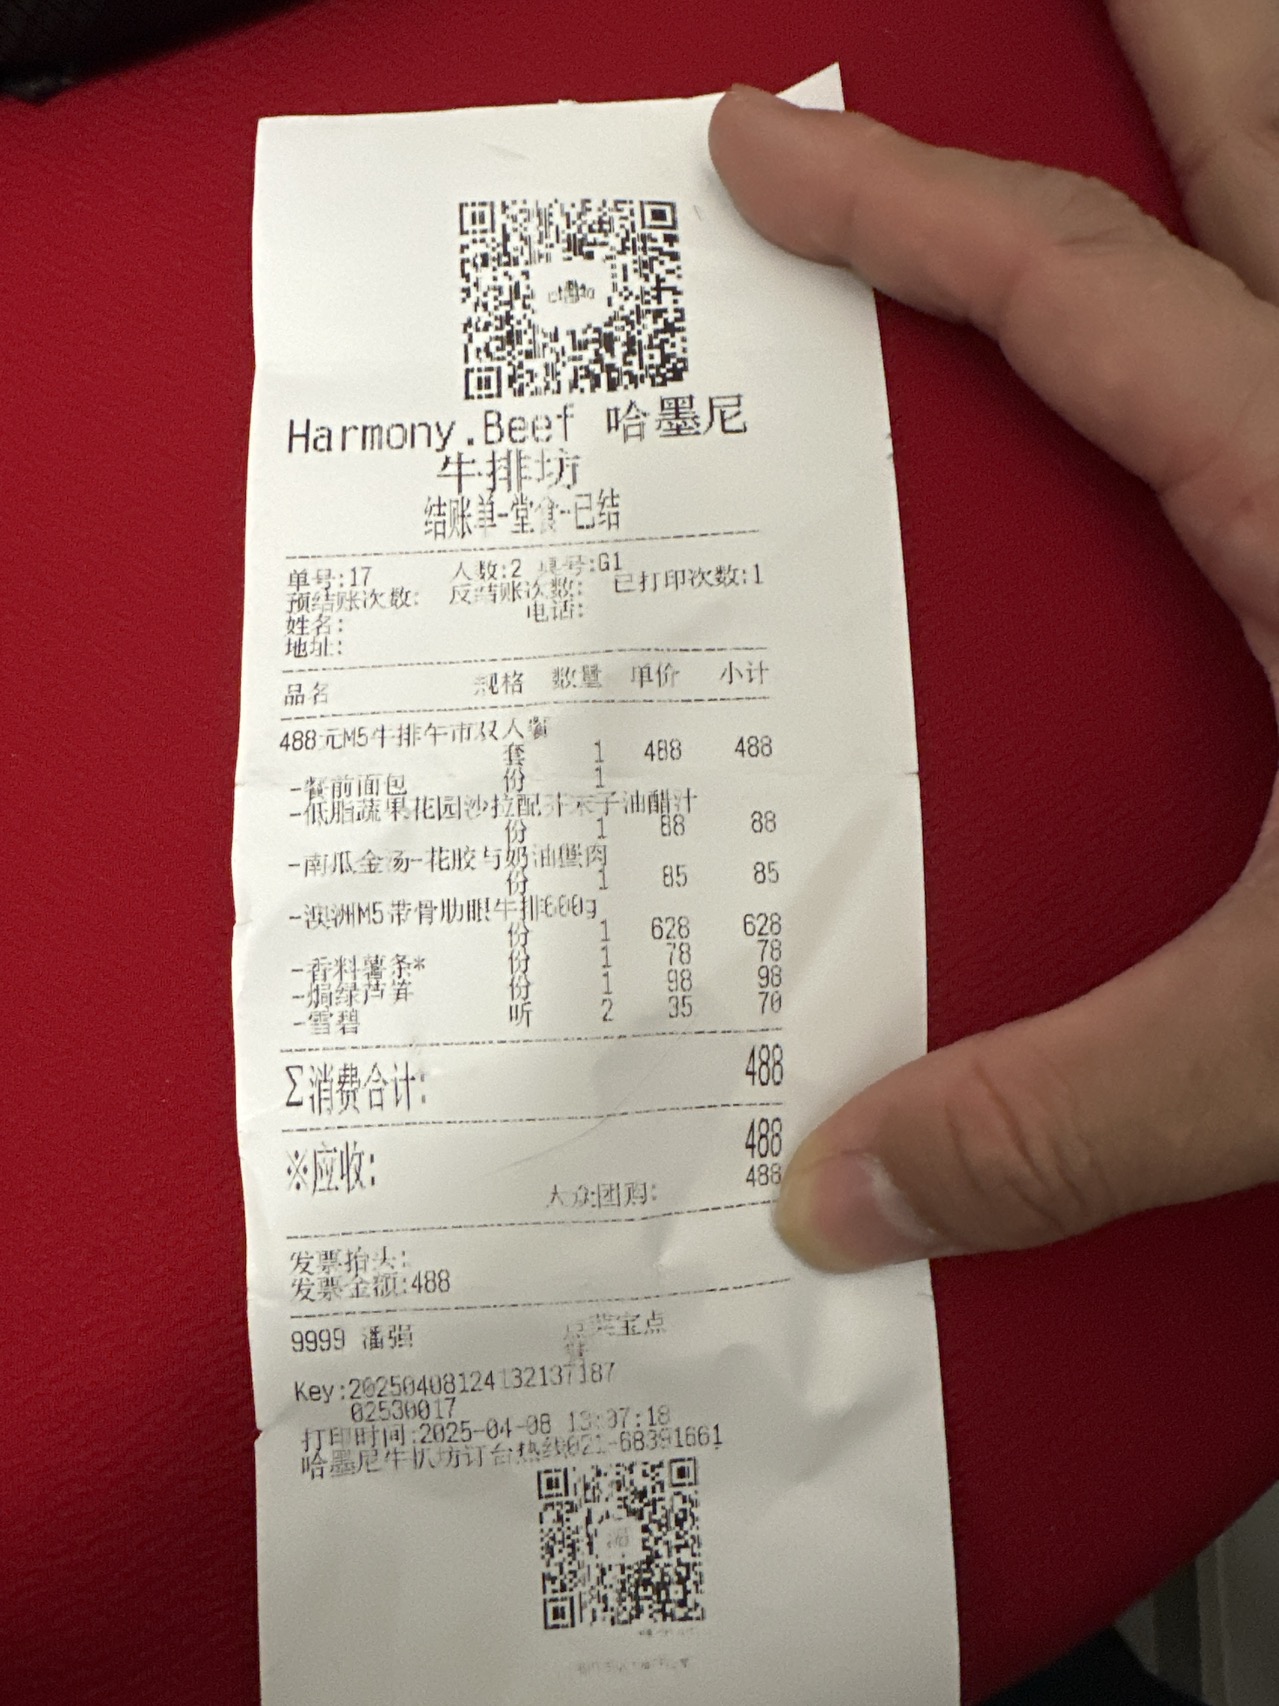 Harmony.Beef 哈墨尼
牛排坊
结账单-堂食-已结
单号:17 人数:2 桌号:G1
预结账次数: 反结账次数: 已打印次数:1
姓名: 电话:
地址:
品名 规格 数量 单价 小计
488元M5牛排午市双人餐
套 1 488 488
-餐前面包 份 1
-低脂蔬果花园沙拉配芥末子油醋汁
份 1 88 88
-南瓜金汤-花胶与奶油蟹肉
份 1 85 85
-澳洲M5带骨肋眼牛排600g
份 1 628 628
-香料薯条* 份 1 78 78
-焗绿芦笋 份 1 98 98
-雪碧 听 2 35 70
Σ消费合计: 488
※应收: 488
大众团购: 488
发票抬头:
发票金额:488
9999 潘强 点菜宝点
Key:20250408124132137187
02530017
打印时间:2025-04-08 13:07:18
哈墨尼牛扒坊订台热线021-68391661